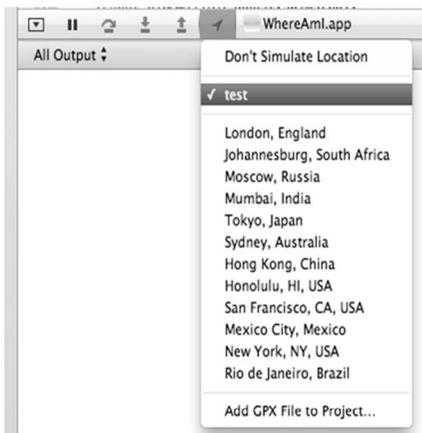 WhereAmI.app
All Output
Don't Simulate Location
✓ test
London, England
Johannesburg, South Africa
Moscow, Russia
Mumbai, India
Tokyo, Japan
Sydney, Australia
Hong Kong, China
Honolulu, HI, USA
San Francisco, CA, USA
Mexico City, Mexico
New York, NY, USA
Rio de Janeiro, Brazil
Add GPX File to Project...